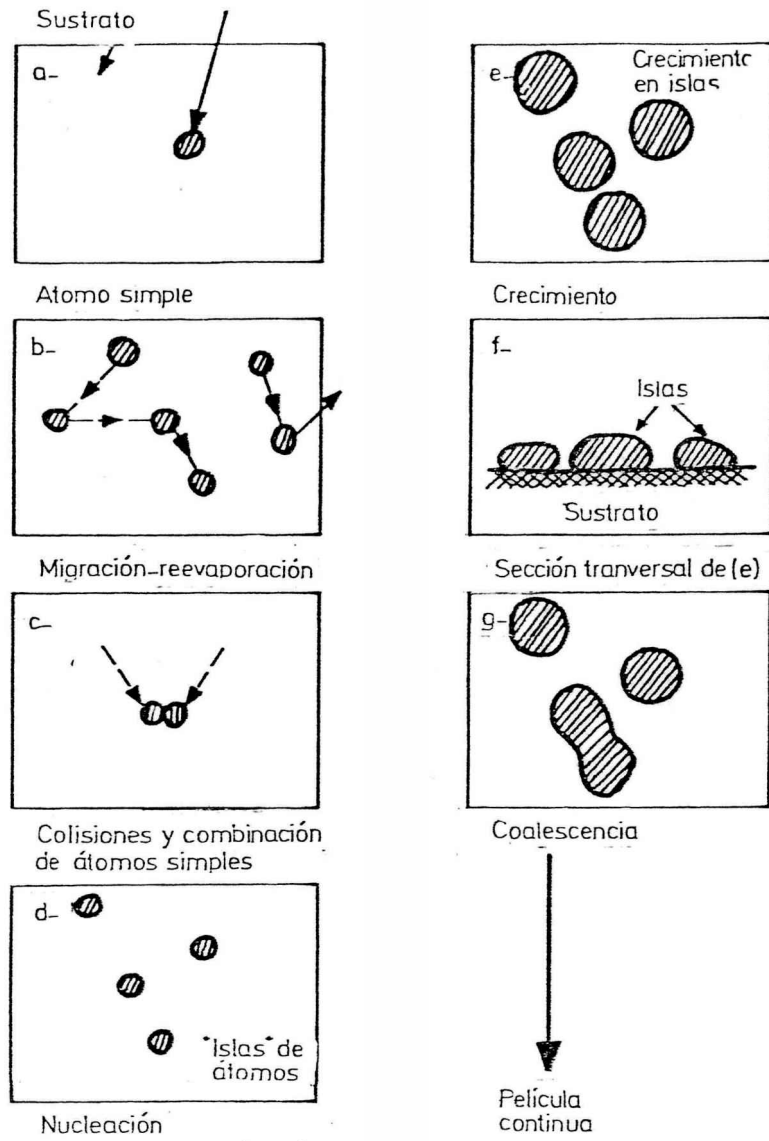 Sustrato
a-
Atomo simple
b-
Migración-reevaporación
c-
Colisiones y combinación
de átomos simples
d-
"Islas" de
átomos
Nucleación
e-
Crecimiento
en islas
Crecimiento
f-
Islas
Sustrato
Sección tranversal de (e)
g-
Coalescencia
Película
continua